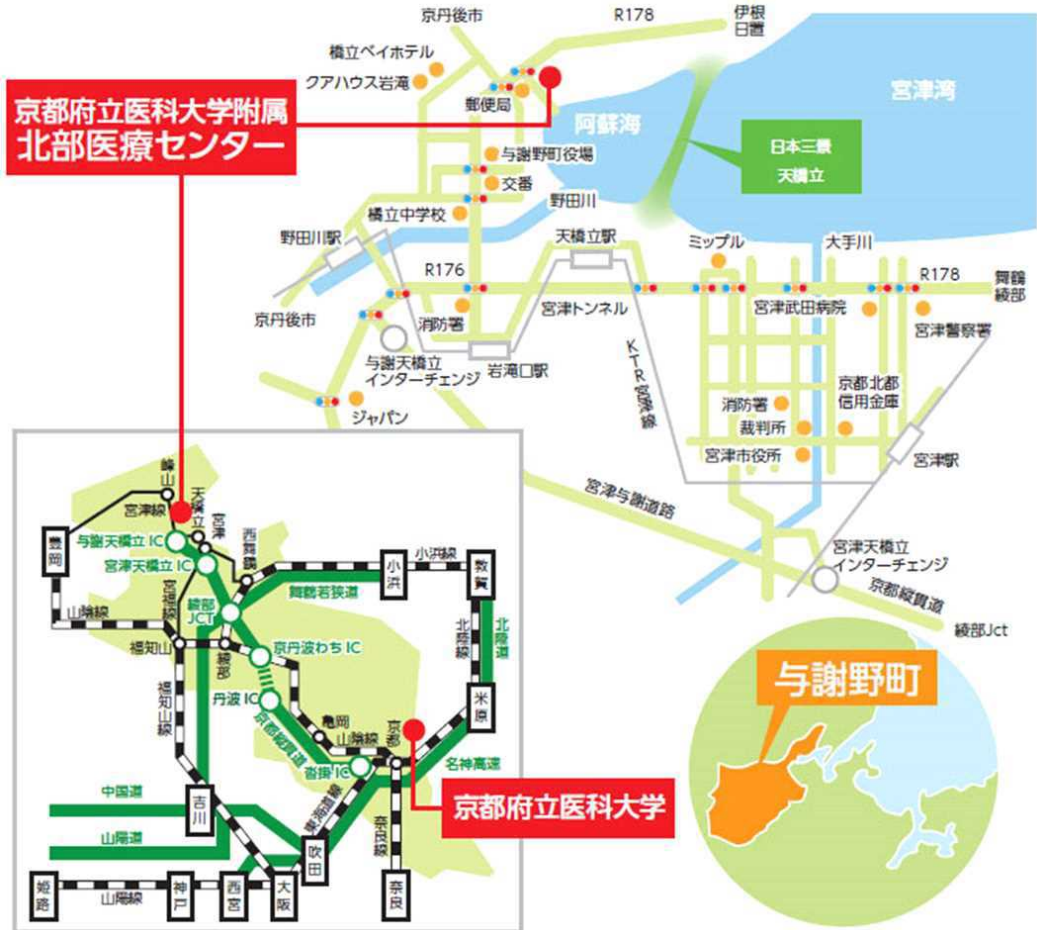 京丹後市
R178
伊根
日置
橋立ベイホテル
クアハウス岩滝
郵便局
京都府立医科大学附属
北部医療センター
阿蘇海
宮津湾
日本三景
天橋立
与謝野町役場
交番
野田川
橋立中学校
野田川駅
天橋立駅
ミップル
大手川
R176
R178
舞鶴
綾部
京丹後市
消防署
宮津トンネル
宮津武田病院
宮津警察署
与謝天橋立
インターチェンジ
岩滝口駅
KTR宮津線
京都北都
信用金庫
ジャパン
消防署
裁判所
宮津市役所
宮津駅
宮津与謝道路
宮津天橋立
インターチェンジ
京都縦貫道
綾部Jct
峰山
宮津線
天橋立
宮津
西舞鶴
与謝天橋立 IC
宮津天橋立 IC
豊岡
小浜線
小浜
敦賀
舞鶴若狭道
宮福線
山陰線
綾部
JCT
福知山
綾部
京丹波わち IC
北陸線
北陸道
丹波 IC
福知山線
米原
亀岡
山陰線
京都
京都縦貫道
沓掛 IC
名神高速
中国道
吉川
東海道線
奈良線
京都府立医科大学
山陽道
吹田
姫路
山陽線
神戸
西宮
大阪
奈良
与謝野町